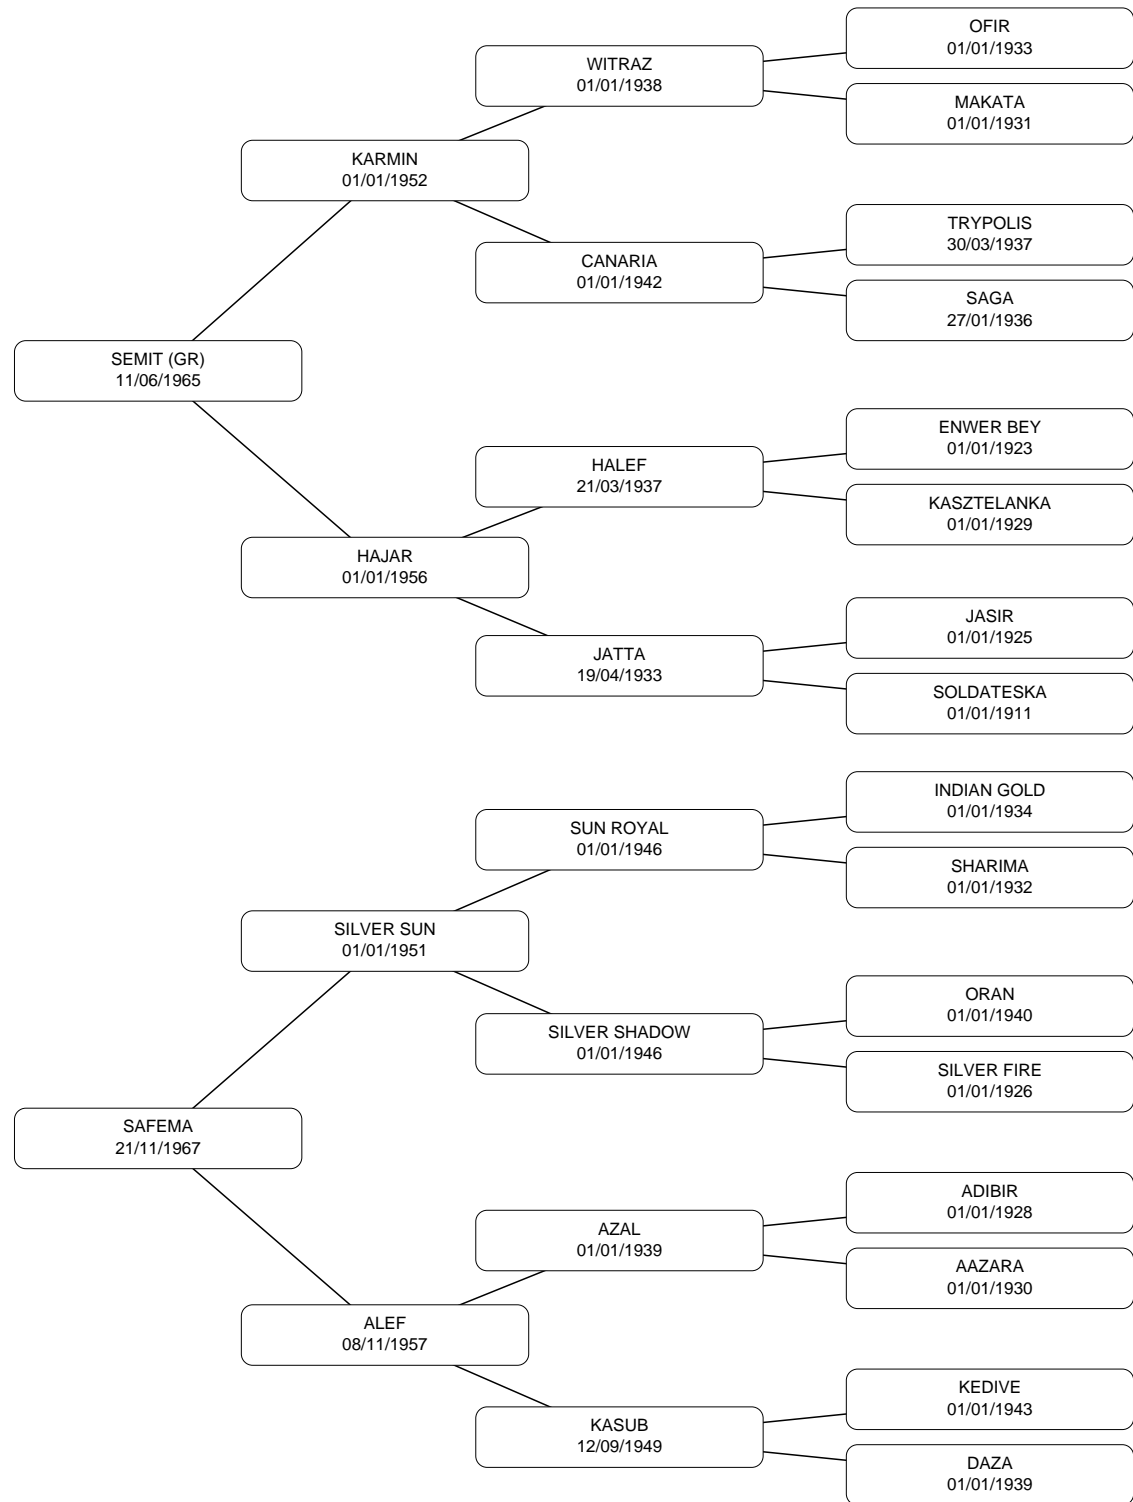 OFIR
01/01/1933
WITRAZ
01/01/1938
MAKATA
01/01/1931
KARMIN
01/01/1952
TRYPOLIS
30/03/1937
CANARIA
01/01/1942
SAGA
27/01/1936
SEMIT (GR)
11/06/1965
ENWER BEY
01/01/1923
HALEF
21/03/1937
KASZTELANKA
01/01/1929
HAJAR
01/01/1956
JASIR
01/01/1925
JATTA
19/04/1933
SOLDATESKA
01/01/1911
INDIAN GOLD
01/01/1934
SUN ROYAL
01/01/1946
SHARIMA
01/01/1932
SILVER SUN
01/01/1951
ORAN
01/01/1940
SILVER SHADOW
01/01/1946
SILVER FIRE
01/01/1926
SAFEMA
21/11/1967
ADIBIR
01/01/1928
AZAL
01/01/1939
AAZARA
01/01/1930
ALEF
08/11/1957
KEDIVE
01/01/1943
KASUB
12/09/1949
DAZA
01/01/1939